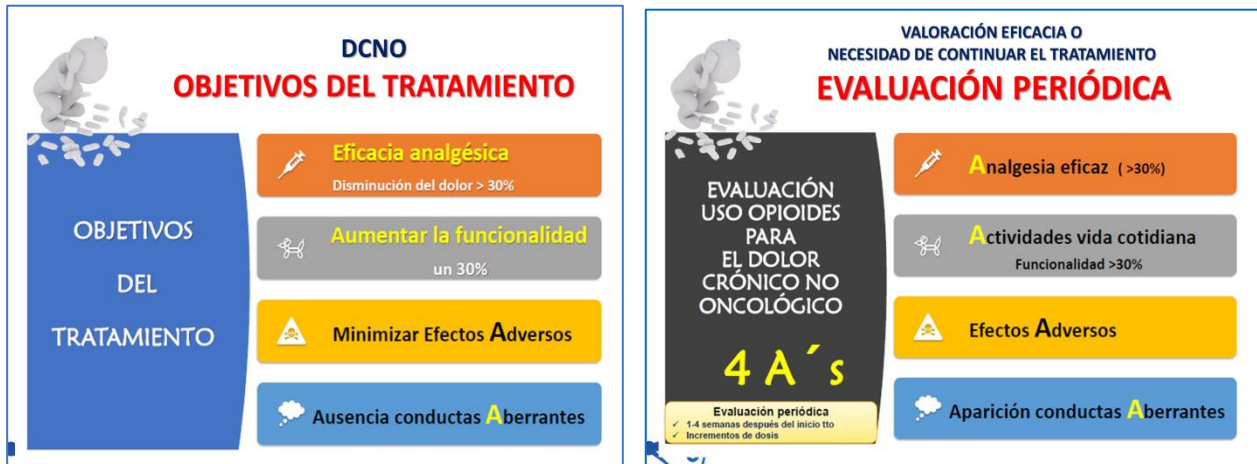 DCNO
OBJETIVOS DEL TRATAMIENTO
OBJETIVOS
DEL
TRATAMIENTO
Eficacia analgésica
Disminución del dolor > 30%
Aumentar la funcionalidad
un 30%
Minimizar Efectos Adversos
Ausencia conductas Aberrantes
VALORACIÓN EFICACIA O
NECESIDAD DE CONTINUAR EL TRATAMIENTO
EVALUACIÓN PERIÓDICA
EVALUACIÓN
USO OPIOIDES
PARA
EL DOLOR
CRÓNICO NO
ONCOLÓGICO
4 A´s
Evaluación periódica
✓ 1-4 semanas después del inicio tto
✓ Incrementos de dosis
Analgesia eficaz ( >30%)
Actividades vida cotidiana
Funcionalidad >30%
Efectos Adversos
Aparición conductas Aberrantes